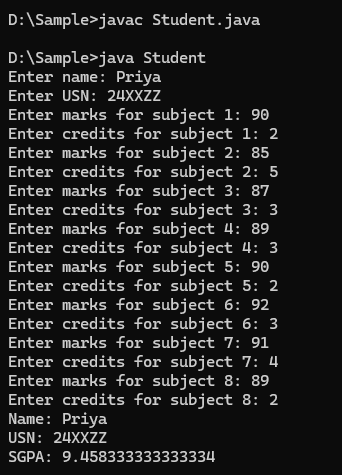 D:\Sample>javac Student.java
D:\Sample>java Student
Enter name: Priya
Enter USN: 24XXZZ
Enter marks for subject 1: 90
Enter credits for subject 1: 2
Enter marks for subject 2: 85
Enter credits for subject 2: 5
Enter marks for subject 3: 87
Enter credits for subject 3: 3
Enter marks for subject 4: 89
Enter credits for subject 4: 3
Enter marks for subject 5: 90
Enter credits for subject 5: 2
Enter marks for subject 6: 92
Enter credits for subject 6: 3
Enter marks for subject 7: 91
Enter credits for subject 7: 4
Enter marks for subject 8: 89
Enter credits for subject 8: 2
Name: Priya
USN: 24XXZZ
SGPA: 9.458333333333334